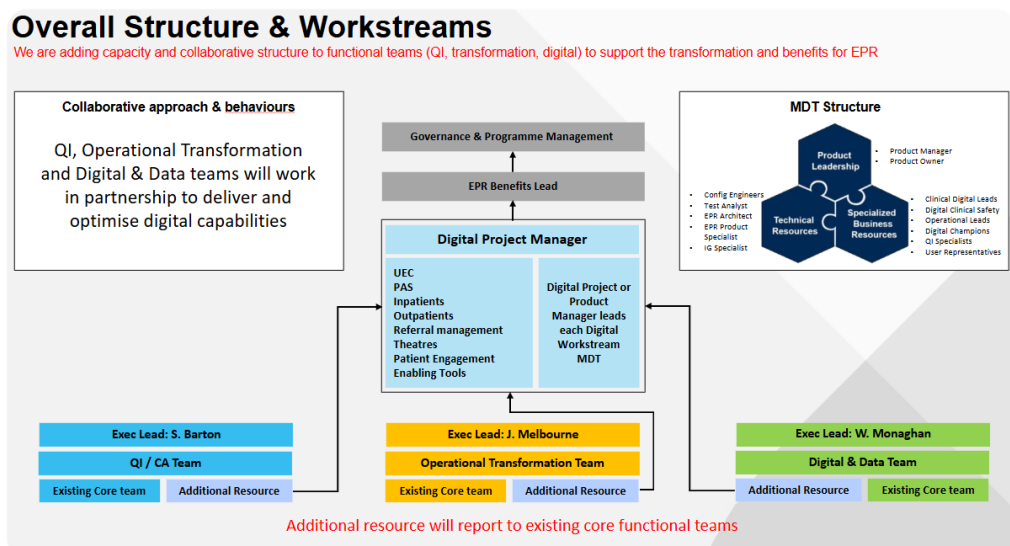 Overall Structure & Workstreams
We are adding capacity and collaborative structure to functional teams (QI, transformation, digital) to support the transformation and benefits for EPR
Collaborative approach & behaviours
QI, Operational Transformation
and Digital & Data teams will work
in partnership to deliver and
optimise digital capabilities
Governance & Programme Management
EPR Benefits Lead
Digital Project Manager
UEC
PAS
Inpatients
Outpatients
Referral management
Theatres
Patient Engagement
Enabling Tools
Digital Project or
Product
Manager leads
each Digital
Workstream
MDT
MDT Structure
Product
Leadership
• Product Manager
• Product Owner
• Config Engineers
• Test Analyst
• EPR Architect
• EPR Product
Specialist
• IG Specialist
Technical
Resources
Specialized
Business
Resources
• Clinical Digital Leads
• Digital Clinical Safety
• Operational Leads
• Digital Champions
• QI Specialists
• User Representatives
Exec Lead: S. Barton
QI / CA Team
Existing Core team
Additional Resource
Exec Lead: J. Melbourne
Operational Transformation Team
Existing Core team
Additional Resource
Exec Lead: W. Monaghan
Digital & Data Team
Additional Resource
Existing Core team
Additional resource will report to existing core functional teams